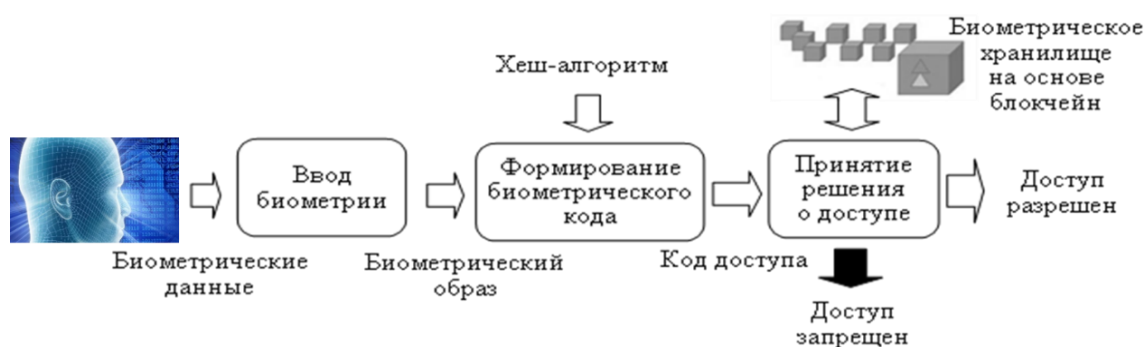 Хеш-алгоритм
Биометрическое
хранилище
на основе
блокчейн
Ввод
биометрии
Формирование
биометрического
кода
Принятие
решения
о доступе
Доступ
разрешен
Биометрические
данные
Биометрический
образ
Код доступа
Доступ
запрещен